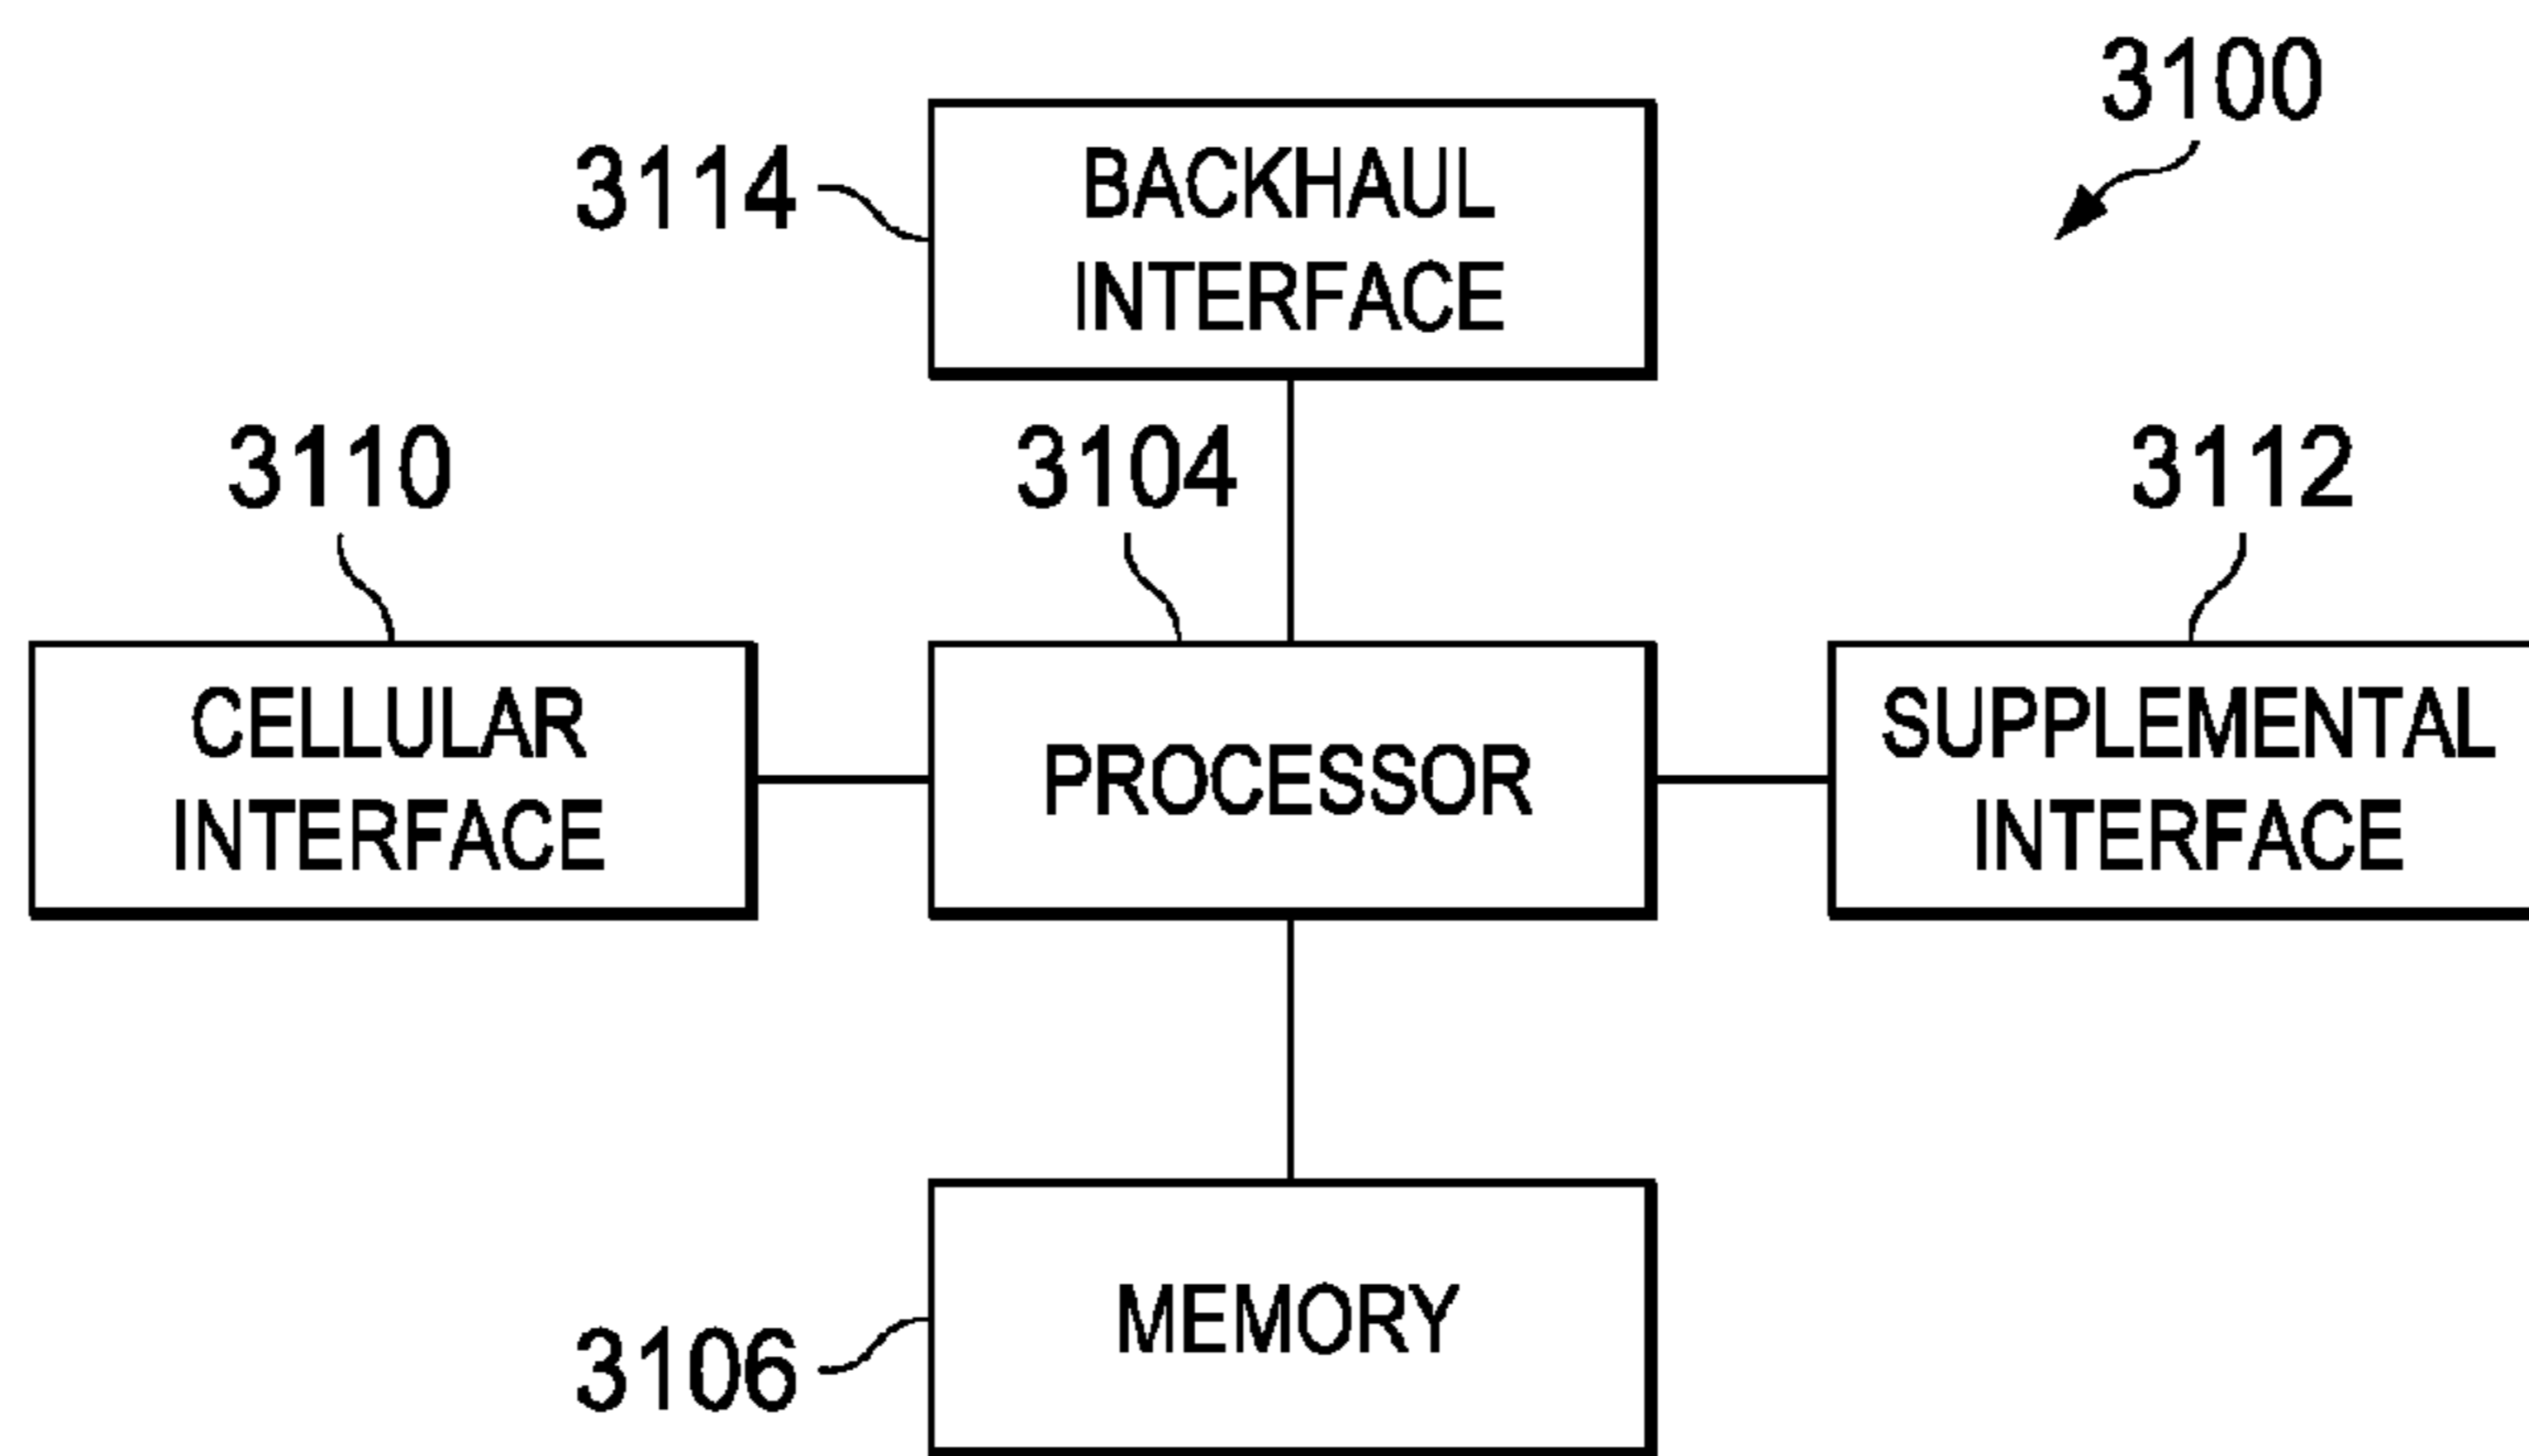 3100
3114
BACKHAUL
INTERFACE
3110
3104
3112
CELLULAR
INTERFACE
PROCESSOR
SUPPLEMENTAL
INTERFACE
MEMORY
3106